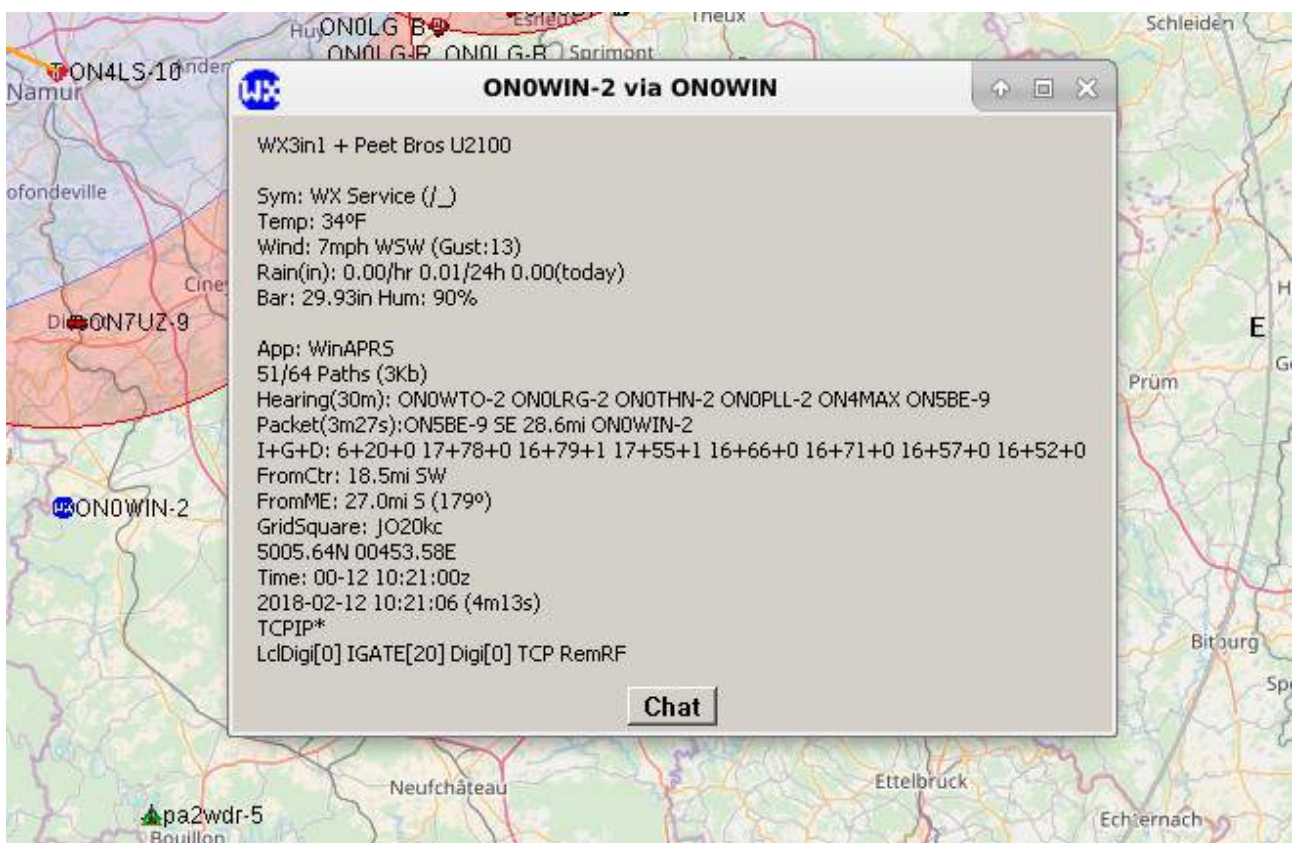 Huy
ON0LG B
Esneux
Theux
Schleiden
ON0LG-R ON0LG-B
Sprimont
ON4LS-10
Namur
WX
ON0WIN-2 via ON0WIN
WX3in1 + Peet Bros U2100
Sym: WX Service (/_)
Temp: 34ºF
Wind: 7mph WSW (Gust:13)
Rain(in): 0.00/hr 0.01/24h 0.00(today)
Bar: 29.93in Hum: 90%
App: WinAPRS
51/64 Paths (3Kb)
Hearing(30m): ON0WTO-2 ON0LRG-2 ON0THN-2 ON0PLL-2 ON4MAX ON5BE-9
Packet(3m27s):ON5BE-9 SE 28.6mi ON0WIN-2
I+G+D: 6+20+0 17+78+0 16+79+1 17+55+1 16+66+0 16+71+0 16+57+0 16+52+0
FromCtr: 18.5mi SW
FromME: 27.0mi S (179º)
GridSquare: JO20kc
5005.64N 00453.58E
Time: 00-12 10:21:00z
2018-02-12 10:21:06 (4m13s)
TCPIP*
LclDigi[0] IGATE[20] Digi[0] TCP RemRF
Chat
ofondeville
Ciney
ON7UZ-9
E
Prüm
WX
ON0WIN-2
Bitburg
Neufchâteau
Ettelbruck
pa2wdr-5
Bouillon
Echternach